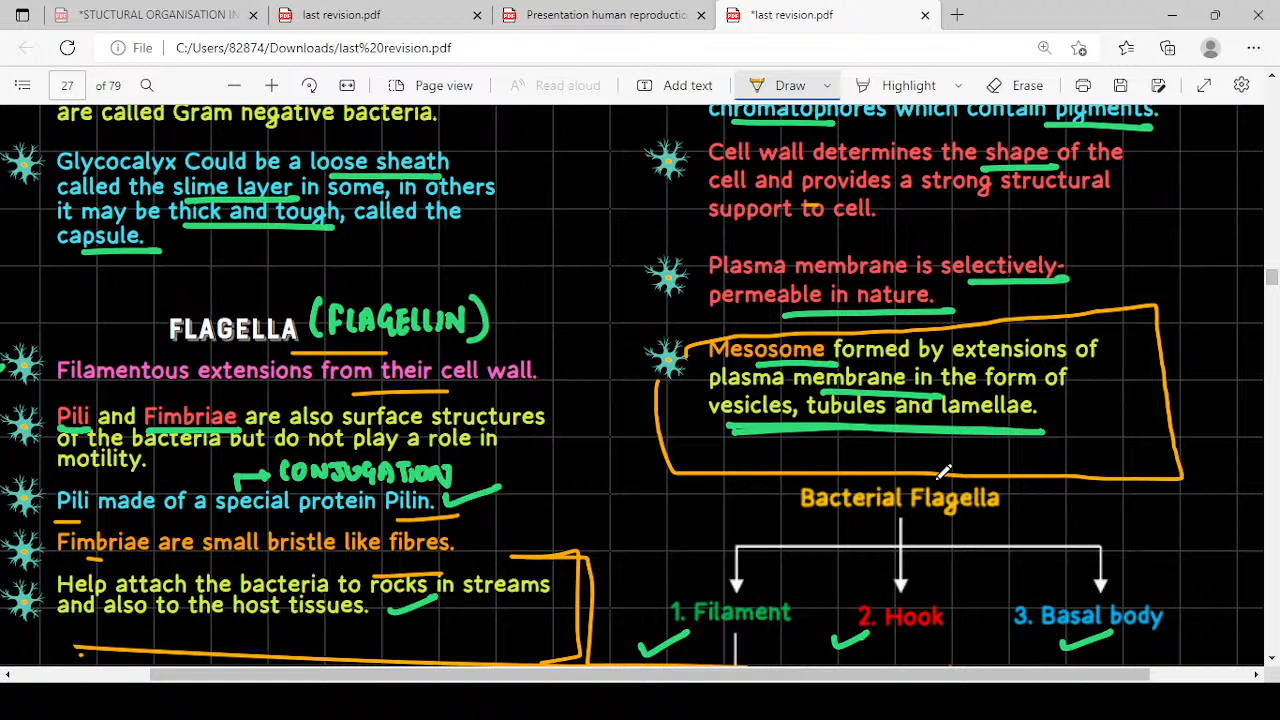 *STUCTURAL ORGANISATION IN
last revision.pdf
Presentation human reproductic
*last revision.pdf
File
C:/Users/82874/Downloads/last%20revision.pdf
27 of 79
Page view
Read aloud
Add text
Draw
Highlight
Erase
are called Gram negative bacteria.
Glycocalyx Could be a loose sheath
called the slime layer in some, in others
it may be thick and tough, called the
capsule.
FLAGELLA (FLAGELLIN)
Filamentous extensions from their cell wall.
Pili and Fimbriae are also surface structures
of the bacteria but do not play a role in
motility.
CONJUGATION
Pili made of a special protein Pilin.
Fimbriae are small bristle like fibres.
Help attach the bacteria to rocks in streams
and also to the host tissues.
chromatophores which contain pigments.
Cell wall determines the shape of the
cell and provides a strong structural
support to cell.
Plasma membrane is selectively-
permeable in nature.
Mesosome formed by extensions of
plasma membrane in the form of
vesicles, tubules and lamellae.
Bacterial Flagella
1. Filament
2. Hook
3. Basal body